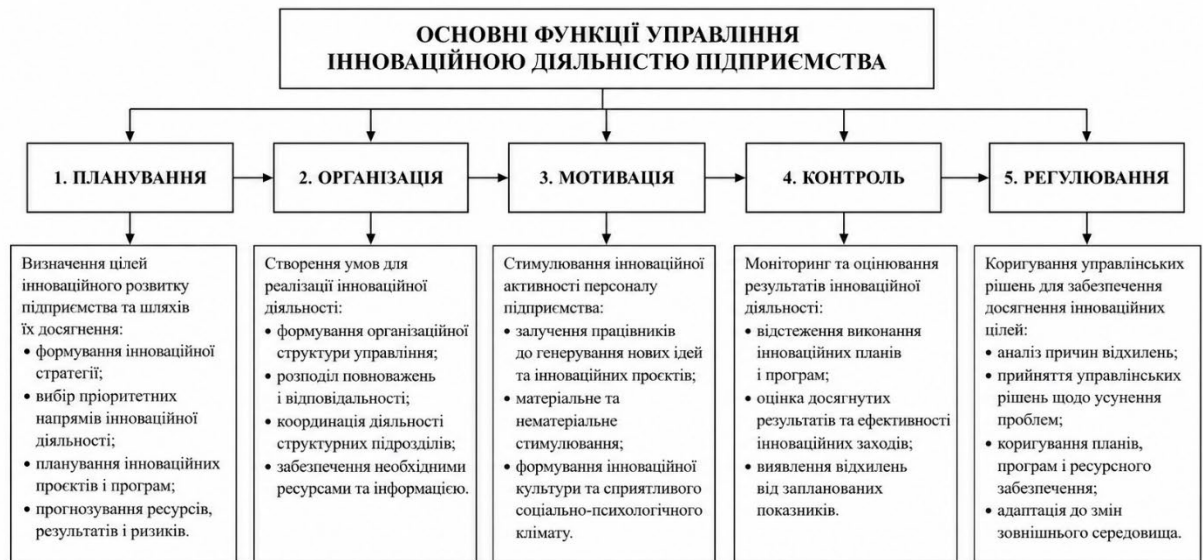 ОСНОВНІ ФУНКЦІЇ УПРАВЛІННЯ
ІННОВАЦІЙНОЮ ДІЯЛЬНІСТЮ ПІДПРИЄМСТВА
1. ПЛАНУВАННЯ
2. ОРГАНІЗАЦІЯ
3. МОТИВАЦІЯ
4. КОНТРОЛЬ
5. РЕГУЛЮВАННЯ
Визначення цілей
інноваційного розвитку
підприємства та шляхів
їх досягнення:
• формування інноваційної
стратегії;
• вибір пріоритетних
напрямів інноваційної
діяльності;
• планування інноваційних
проєктів і програм;
• прогнозування ресурсів,
результатів і ризиків.
Створення умов для
реалізації інноваційної
діяльності:
• формування організаційної
структури управління;
• розподіл повноважень
і відповідальності;
• координація діяльності
структурних підрозділів;
• забезпечення необхідними
ресурсами та інформацією.
Стимулювання інноваційної
активності персоналу
підприємства:
• залучення працівників
до генерування нових ідей
та інноваційних проєктів;
• матеріальне та
нематеріальне
стимулювання;
• формування інноваційної
культури та сприятливого
соціально-психологічного
клімату.
Моніторинг та оцінювання
результатів інноваційної
діяльності:
• відстеження виконання
інноваційних планів
і програм;
• оцінка досягнутих
результатів та ефективності
інноваційних заходів;
• виявлення відхилень
від запланованих
показників.
Коригування управлінських
рішень для забезпечення
досягнення інноваційних
цілей:
• аналіз причин відхилень;
• прийняття управлінських
рішень щодо усунення
проблем;
• коригування планів,
програм і ресурсного
забезпечення;
• адаптація до змін
зовнішнього середовища.